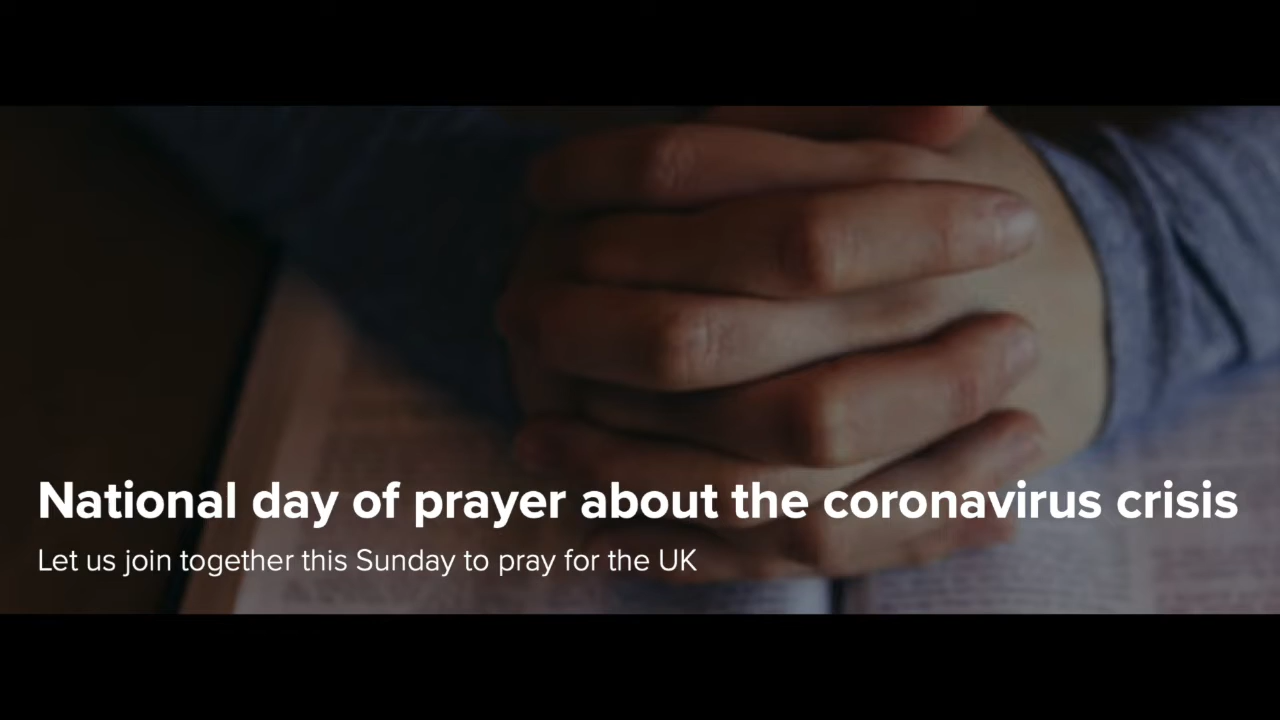 National day of prayer about the coronavirus crisis
Let us join together this Sunday to pray for the UK